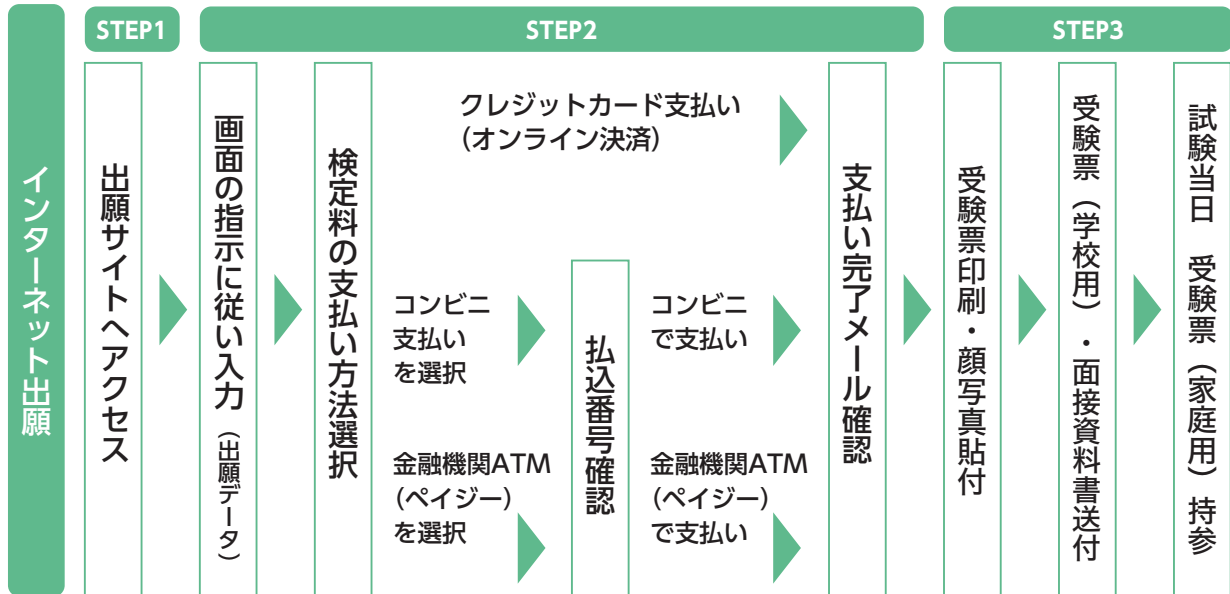 インターネット出願
STEP1
出願サイトへアクセス
STEP2
画面の指示に従い入力（出願データ）
検定料の支払い方法選択
クレジットカード支払い
（オンライン決済）
コンビニ
支払い
を選択
金融機関ATM
（ペイジー）
を選択
払込番号確認
コンビニ
で支払い
金融機関ATM
（ペイジー）
で支払い
支払い完了メール確認
STEP3
受験票印刷・顔写真貼付
受験票（学校用）・面接資料書送付
試験当日　受験票（家庭用）持参